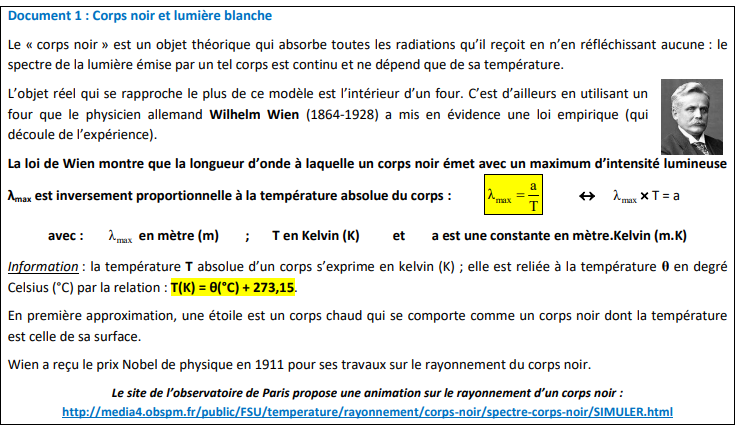 Document 1 : Corps noir et lumière blanche
Le « corps noir » est un objet théorique qui absorbe toutes les radiations qu’il reçoit en n’en réfléchissant aucune : le
spectre de la lumière émise par un tel corps est continu et ne dépend que de sa température.
L’objet réel qui se rapproche le plus de ce modèle est l’intérieur d’un four. C’est d’ailleurs en utilisant un
four que le physicien allemand Wilhelm Wien (1864-1928) a mis en évidence une loi empirique (qui
découle de l’expérience).
La loi de Wien montre que la longueur d’onde à laquelle un corps noir émet avec un maximum d’intensité lumineuse
λmax est inversement proportionnelle à la température absolue du corps : λmax = a/T ↔ λmax × T = a
avec : λmax en mètre (m) ; T en Kelvin (K) et a est une constante en mètre.Kelvin (m.K)
Information : la température T absolue d’un corps s’exprime en kelvin (K) ; elle est reliée à la température θ en degré
Celsius (°C) par la relation : T(K) = θ(°C) + 273,15.
En première approximation, une étoile est un corps chaud qui se comporte comme un corps noir dont la température
est celle de sa surface.
Wien a reçu le prix Nobel de physique en 1911 pour ses travaux sur le rayonnement du corps noir.
Le site de l’observatoire de Paris propose une animation sur le rayonnement d’un corps noir :
http://media4.obspm.fr/public/FSU/temperature/rayonnement/corps-noir/spectre-corps-noir/SIMULER.html